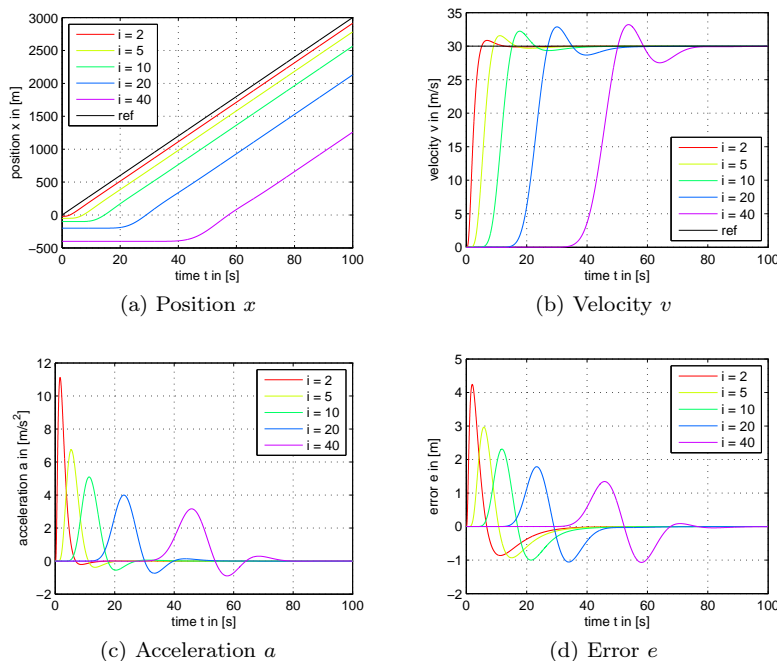 3000
2500
2000
1500
1000
500
0
−500
0 20 40 60 80 100
position x in [m]
time t in [s]
i = 2
i = 5
i = 10
i = 20
i = 40
ref
(a) Position x
35
30
25
20
15
10
5
0
0 20 40 60 80 100
velocity v in [m/s]
time t in [s]
i = 2
i = 5
i = 10
i = 20
i = 40
ref
(b) Velocity v
12
10
8
6
4
2
0
−2
0 20 40 60 80 100
acceleration a in [m/s²]
time t in [s]
i = 2
i = 5
i = 10
i = 20
i = 40
(c) Acceleration a
5
4
3
2
1
0
−1
−2
0 20 40 60 80 100
error e in [m]
time t in [s]
i = 2
i = 5
i = 10
i = 20
i = 40
(d) Error e